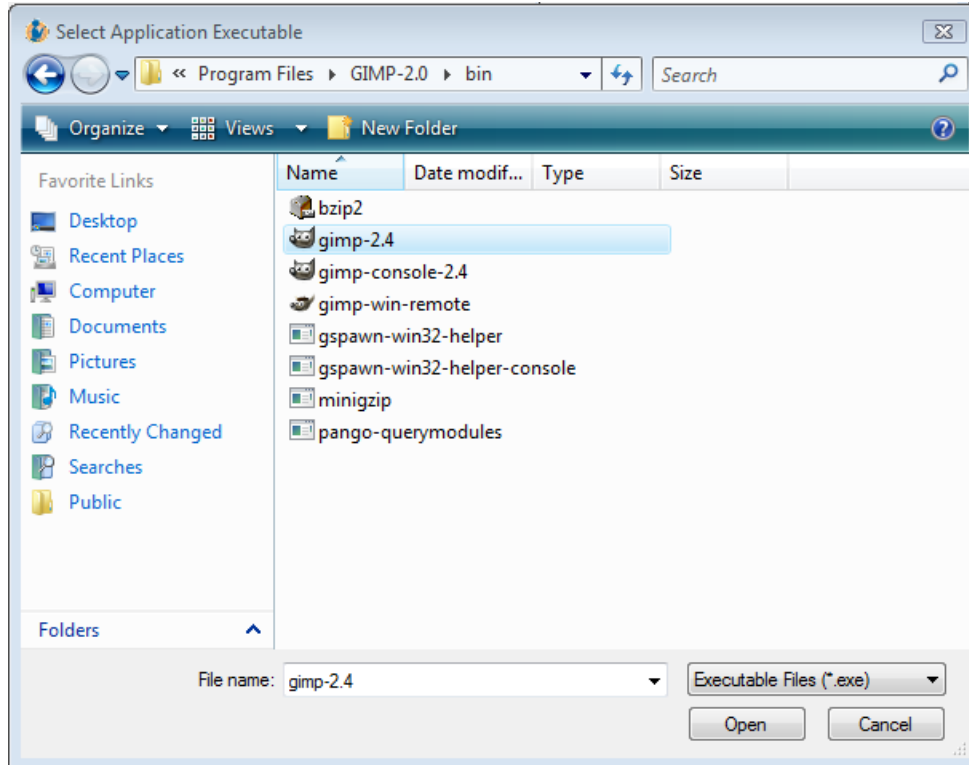 Select Application Executable
« Program Files ▸ GIMP-2.0 ▸ bin
Search
Organize Views New Folder
Favorite Links
Desktop
Recent Places
Computer
Documents
Pictures
Music
Recently Changed
Searches
Public
Folders
Name Date modif... Type Size
bzip2
gimp-2.4
gimp-console-2.4
gimp-win-remote
gspawn-win32-helper
gspawn-win32-helper-console
minigzip
pango-querymodules
File name: gimp-2.4 Executable Files (*.exe)
Open Cancel